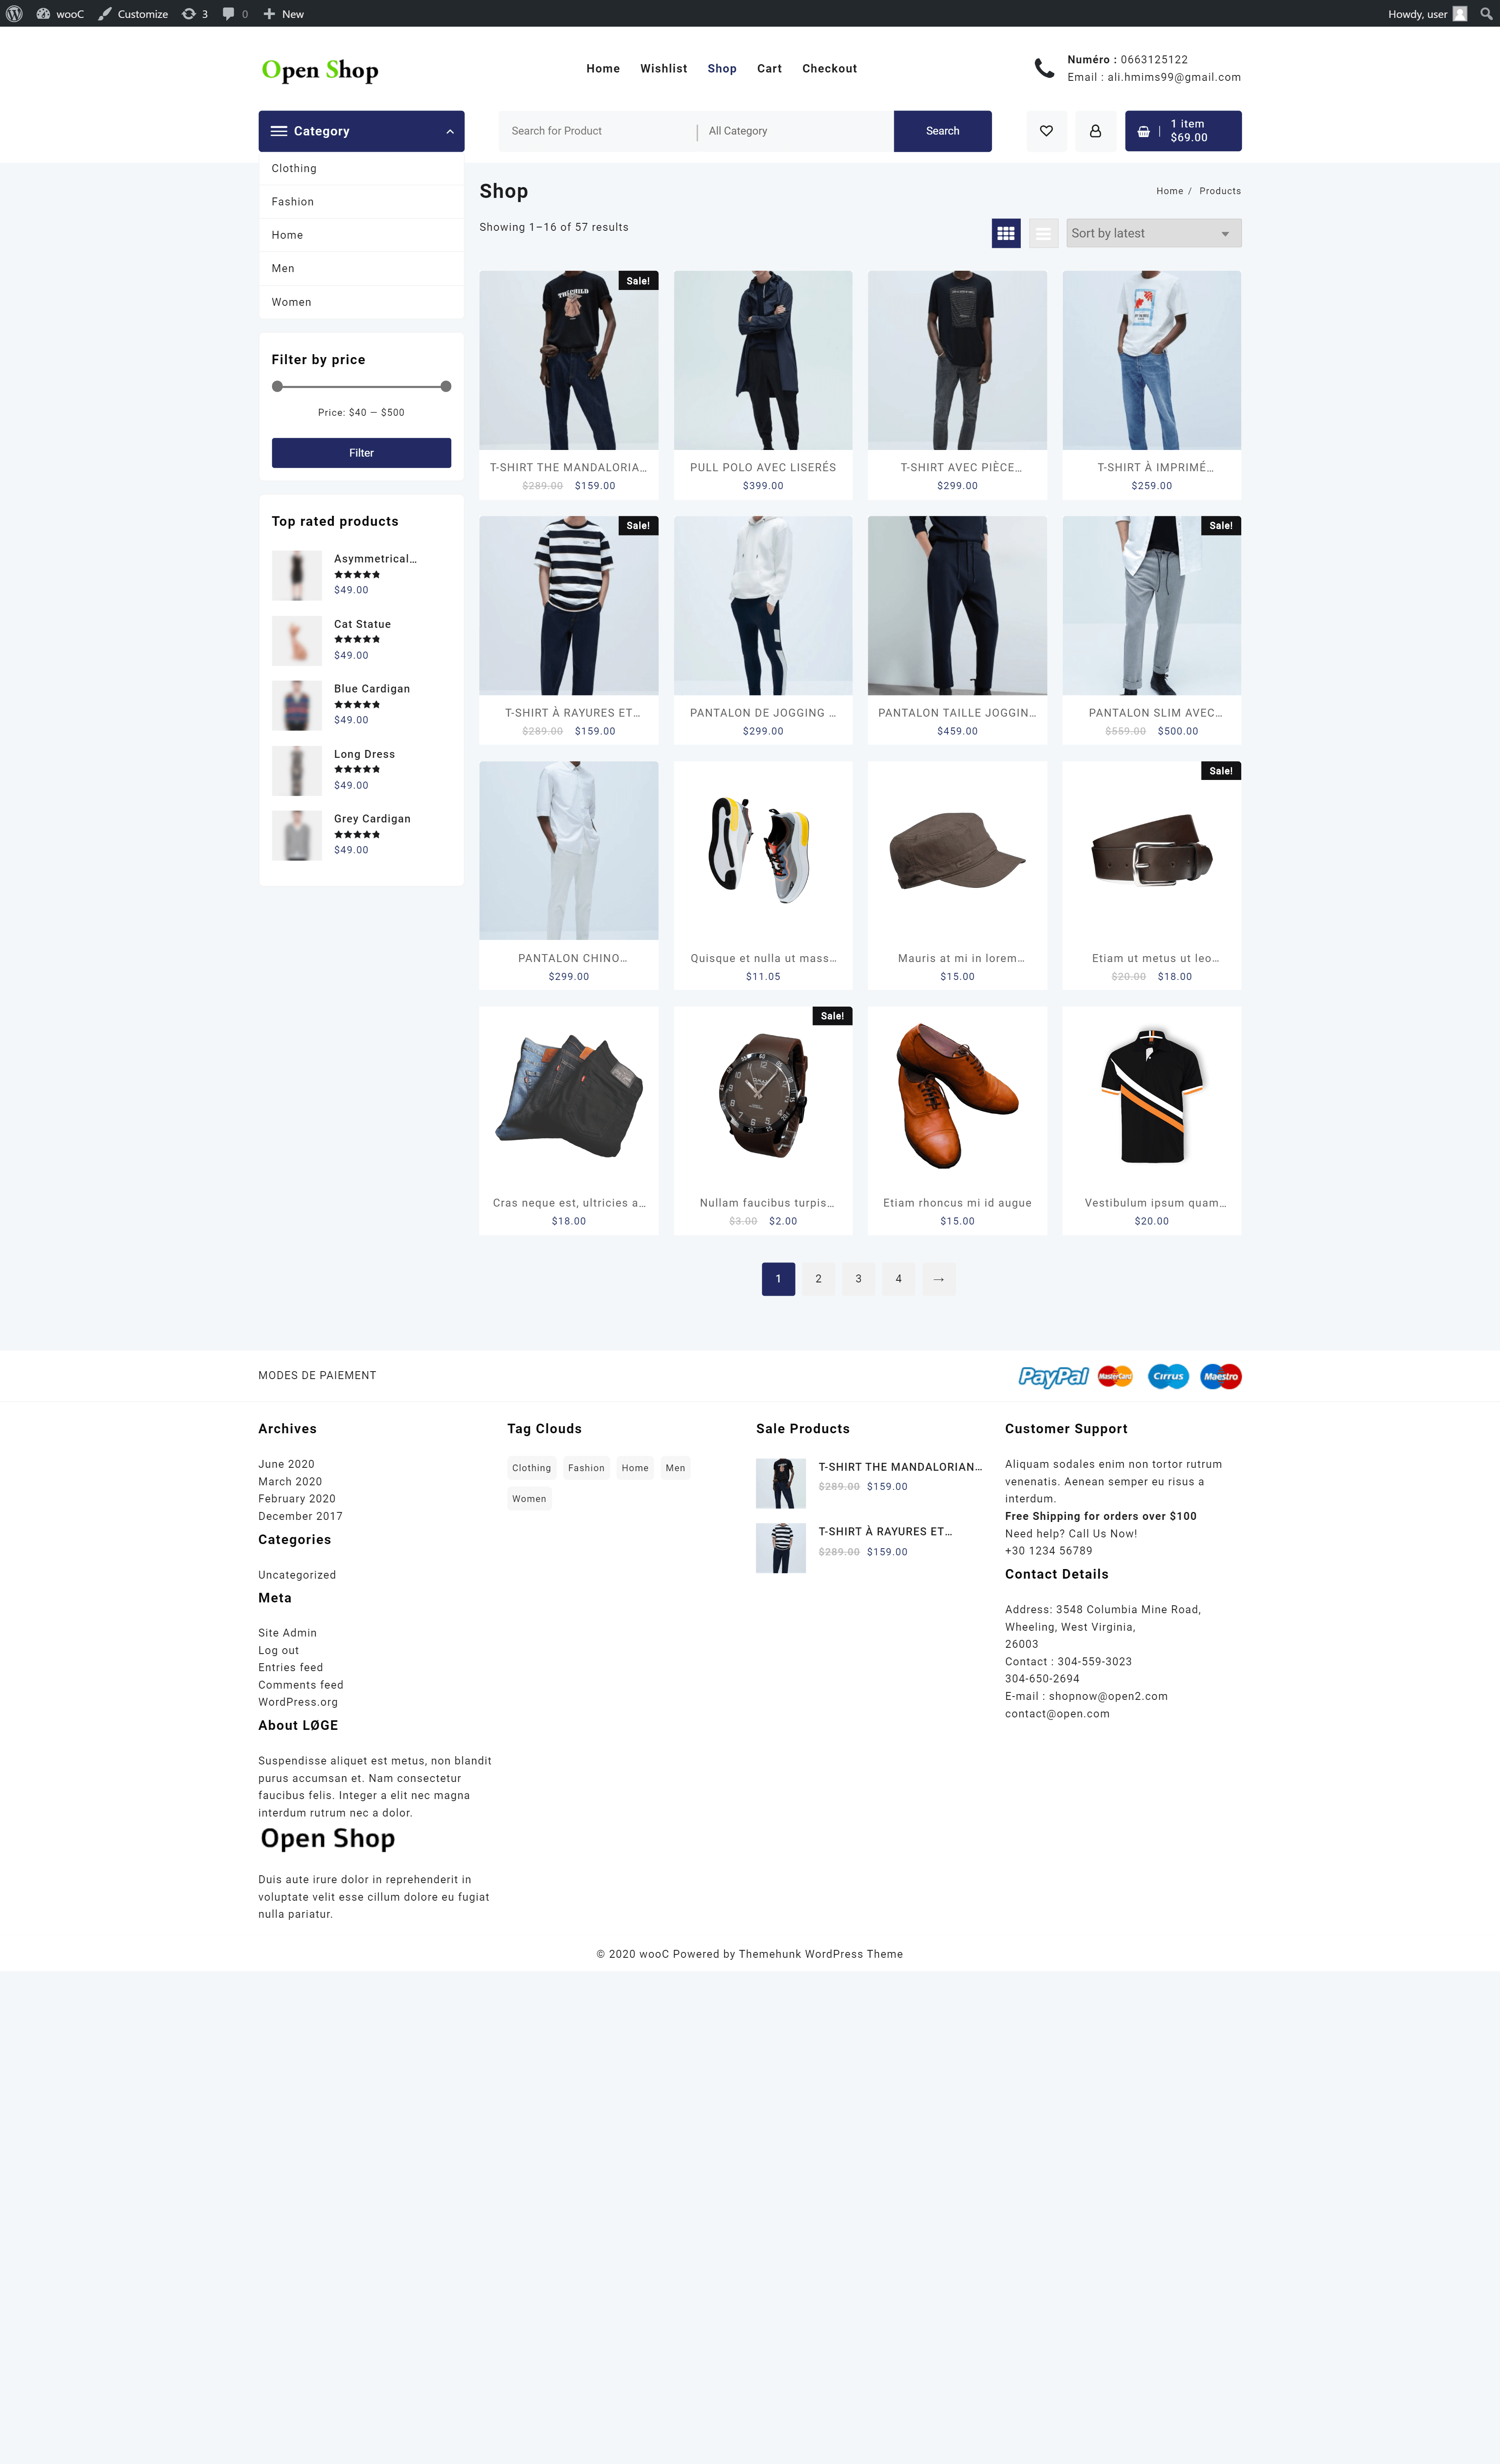 wooC Customize 3 0 New Howdy, user
Open Shop
Home Wishlist Shop Cart Checkout
Numéro : 0663125122
Email : ali.hmims99@gmail.com
Category
Search for Product
All Category
Search
1 item
$69.00
Clothing
Fashion
Home
Men
Women
Filter by price
Price: $40 — $500
Filter
Top rated products
Asymmetrical…
$49.00
Cat Statue
$49.00
Blue Cardigan
$49.00
Long Dress
$49.00
Grey Cardigan
$49.00
Shop
Home / Products
Showing 1–16 of 57 results
Sort by latest
Sale!
THE CHILD
T-SHIRT THE MANDALORIA…
$289.00 $159.00
PULL POLO AVEC LISERÉS
$399.00
T-SHIRT AVEC PIÈCE…
$299.00
T-SHIRT À IMPRIMÉ…
$259.00
Sale!
T-SHIRT À RAYURES ET…
$289.00 $159.00
PANTALON DE JOGGING …
$299.00
PANTALON TAILLE JOGGIN…
$459.00
Sale!
PANTALON SLIM AVEC…
$559.00 $500.00
PANTALON CHINO…
$299.00
Quisque et nulla ut mass…
$11.05
Mauris at mi in lorem…
$15.00
Sale!
Etiam ut metus ut leo…
$20.00 $18.00
Cras neque est, ultricies a…
$18.00
Sale!
Nullam faucibus turpis…
$3.00 $2.00
Etiam rhoncus mi id augue
$15.00
Vestibulum ipsum quam…
$20.00
1 2 3 4 →
MODES DE PAIEMENT
PayPal MasterCard Cirrus Maestro
Archives
June 2020
March 2020
February 2020
December 2017
Categories
Uncategorized
Meta
Site Admin
Log out
Entries feed
Comments feed
WordPress.org
About LØGE
Suspendisse aliquet est metus, non blandit
purus accumsan et. Nam consectetur
faucibus felis. Integer a elit nec magna
interdum rutrum nec a dolor.
Open Shop
Duis aute irure dolor in reprehenderit in
voluptate velit esse cillum dolore eu fugiat
nulla pariatur.
Tag Clouds
Clothing Fashion Home Men
Women
Sale Products
T-SHIRT THE MANDALORIAN…
$289.00 $159.00
T-SHIRT À RAYURES ET…
$289.00 $159.00
Customer Support
Aliquam sodales enim non tortor rutrum
venenatis. Aenean semper eu risus a
interdum.
Free Shipping for orders over $100
Need help? Call Us Now!
+30 1234 56789
Contact Details
Address: 3548 Columbia Mine Road,
Wheeling, West Virginia,
26003
Contact : 304-559-3023
304-650-2694
E-mail : shopnow@open2.com
contact@open.com
© 2020 wooC Powered by Themehunk WordPress Theme